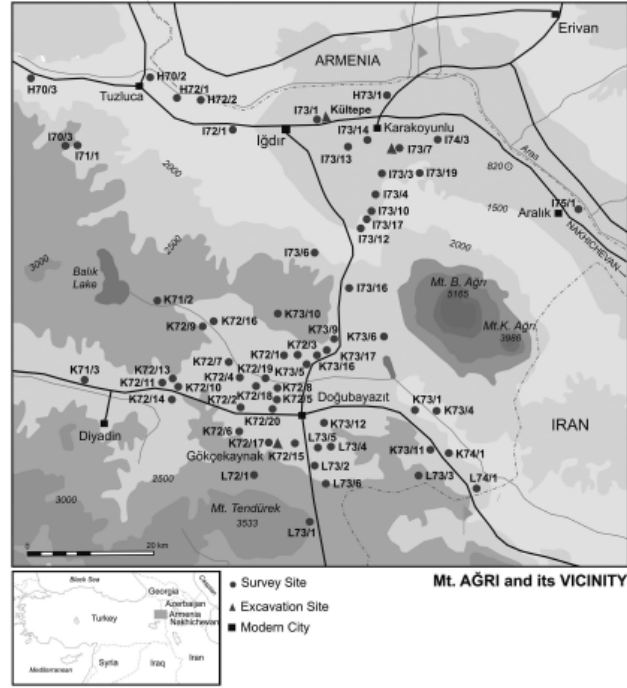 Erivan
ARMENIA
H70/3
H70/2
Tuzluca
H72/1
H72/2
H73/1
I73/1
Kültepe
I72/1
Iğdır
I73/14
Karakoyunlu
I70/3
I71/1
I73/13
I73/7
I74/3
2000
820
Aras
I73/3
I73/19
I73/4
1500
Aralık
I75/1
I73/10
I73/17
I73/12
NAKHICHEVAN
2500
2000
3000
Balık
Lake
I73/6
Mt. B. Ağrı
5165
I73/16
K71/2
K72/16
K73/10
K72/9
Mt.K. Ağrı
3986
K73/9
K73/6
K72/3
K72/7
K72/1
K73/17
K71/3
K72/13
K72/4
K72/19
K73/5
K73/16
K72/11
K72/10
K72/8
K72/14
K72/18
K72/5
K72/2
Doğubayazıt
K73/1
K73/4
K72/20
Diyadin
K73/12
IRAN
K72/6
K72/17
K72/15
L73/5
L73/4
K73/11
K74/1
Gökçekaynak
L73/2
2500
L72/1
L73/6
L73/3
L74/1
3000
Mt. Tendürek
3533
L73/1
20 km
Mt. AĞRI and its VICINITY
Black Sea
Caspian
Georgia
Azerbaijan
Armenia
Nakhichevan
Turkey
Syria
Iraq
Iran
Mediterranean
Survey Site
Excavation Site
Modern City